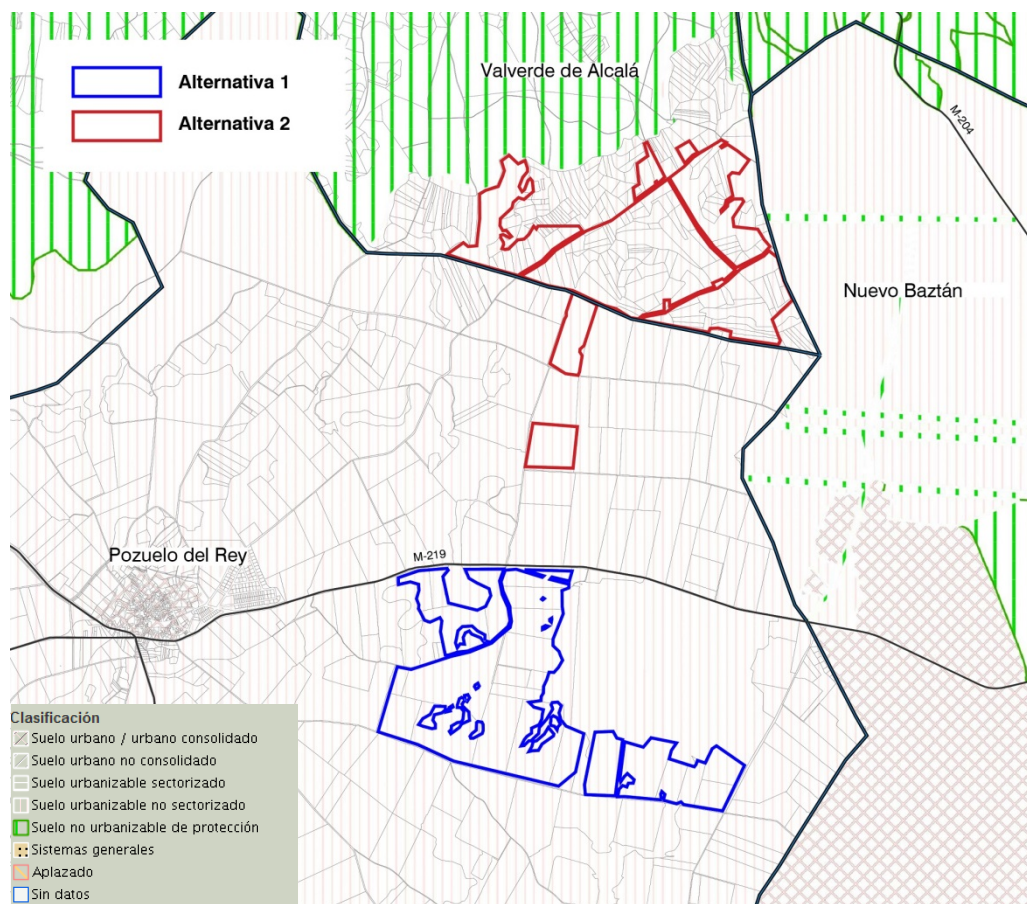 Alternativa 1
Alternativa 2
Valverde de Alcalá
M-204
Nuevo Baztán
M-219
Pozuelo del Rey
Clasificación
Suelo urbano / urbano consolidado
Suelo urbano no consolidado
Suelo urbanizable sectorizado
Suelo urbanizable no sectorizado
Suelo no urbanizable de protección
Sistemas generales
Aplazado
Sin datos